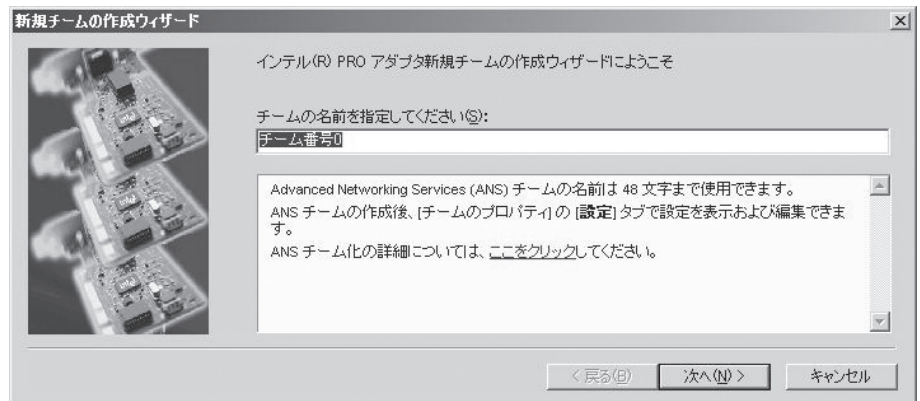 新規チームの作成ウィザード
インテル(R) PRO アダプタ新規チームの作成ウィザードにようこそ
チームの名前を指定してください(S):
チーム番号0
Advanced Networking Services (ANS) チームの名前は 48 文字まで使用できます。
ANS チームの作成後、[チームのプロパティ] の [設定] タブで設定を表示および編集できま
す。
ANS チーム化の詳細については、ここをクリックしてください。
< 戻る(B)
次へ(N) >
キャンセル